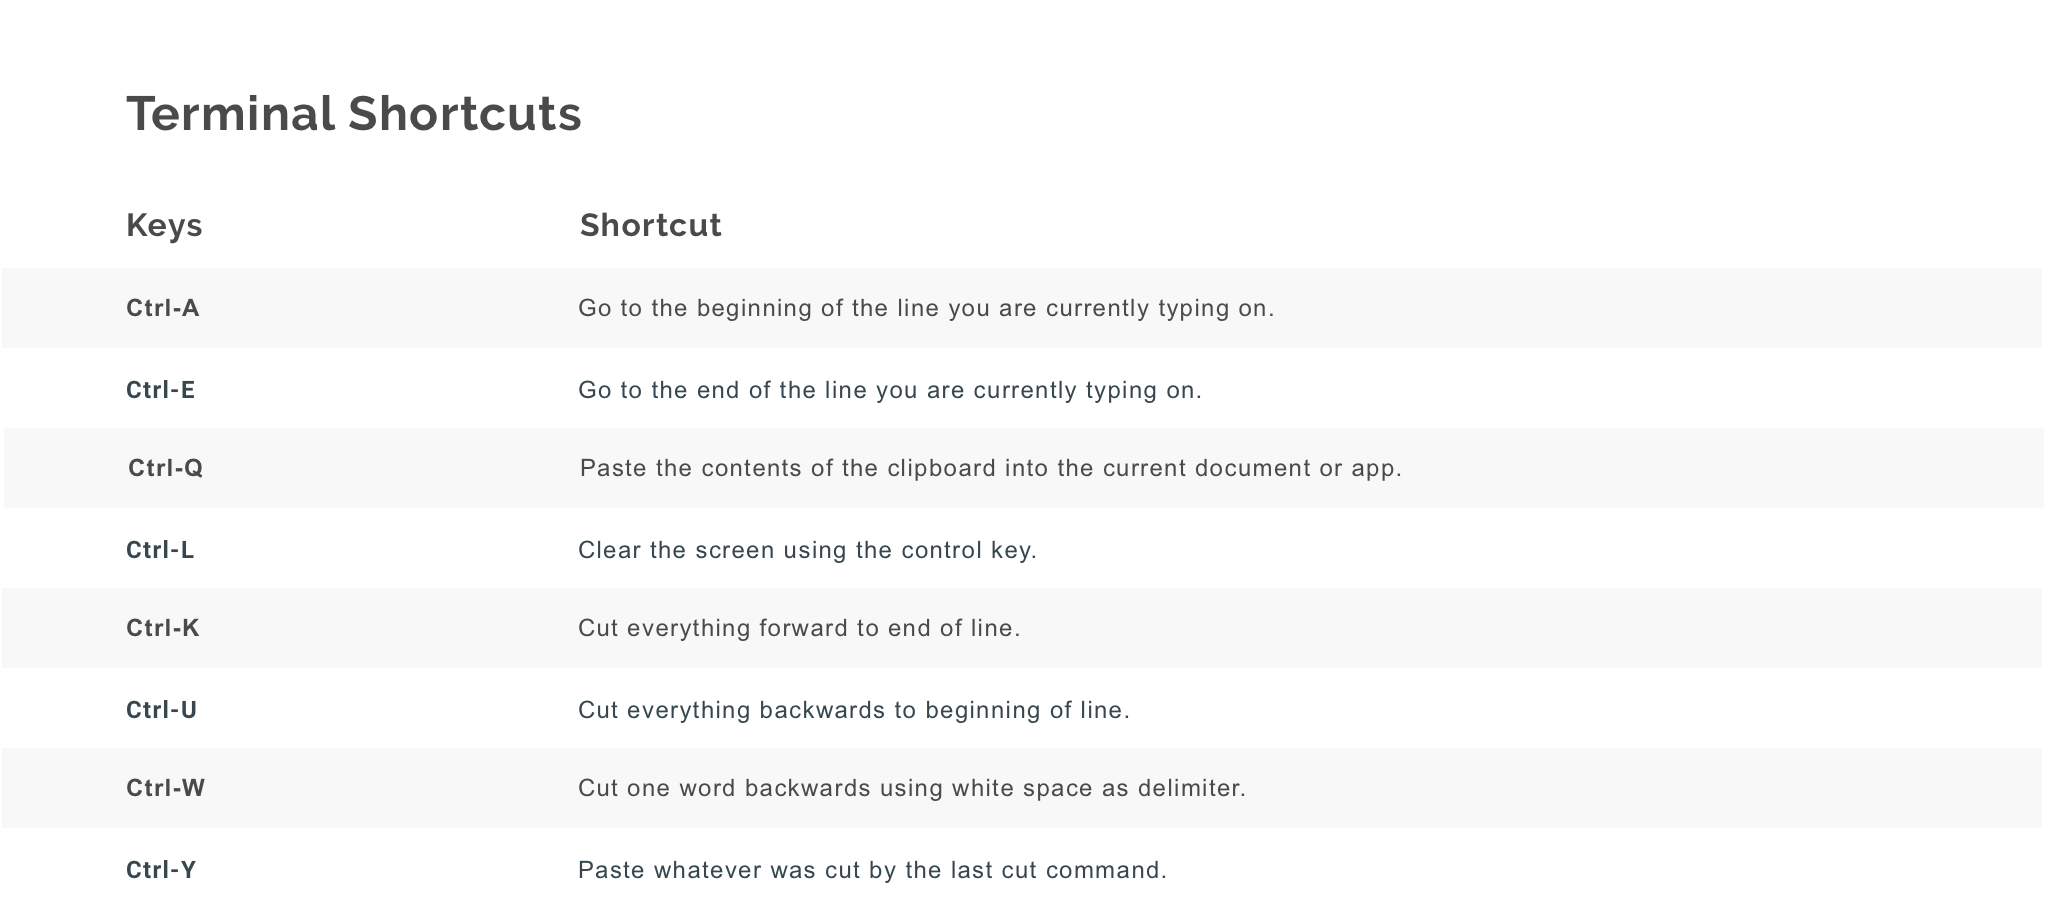 Terminal Shortcuts
Keys Shortcut
Ctrl-A Go to the beginning of the line you are currently typing on.
Ctrl-E Go to the end of the line you are currently typing on.
Ctrl-Q Paste the contents of the clipboard into the current document or app.
Ctrl-L Clear the screen using the control key.
Ctrl-K Cut everything forward to end of line.
Ctrl-U Cut everything backwards to beginning of line.
Ctrl-W Cut one word backwards using white space as delimiter.
Ctrl-Y Paste whatever was cut by the last cut command.